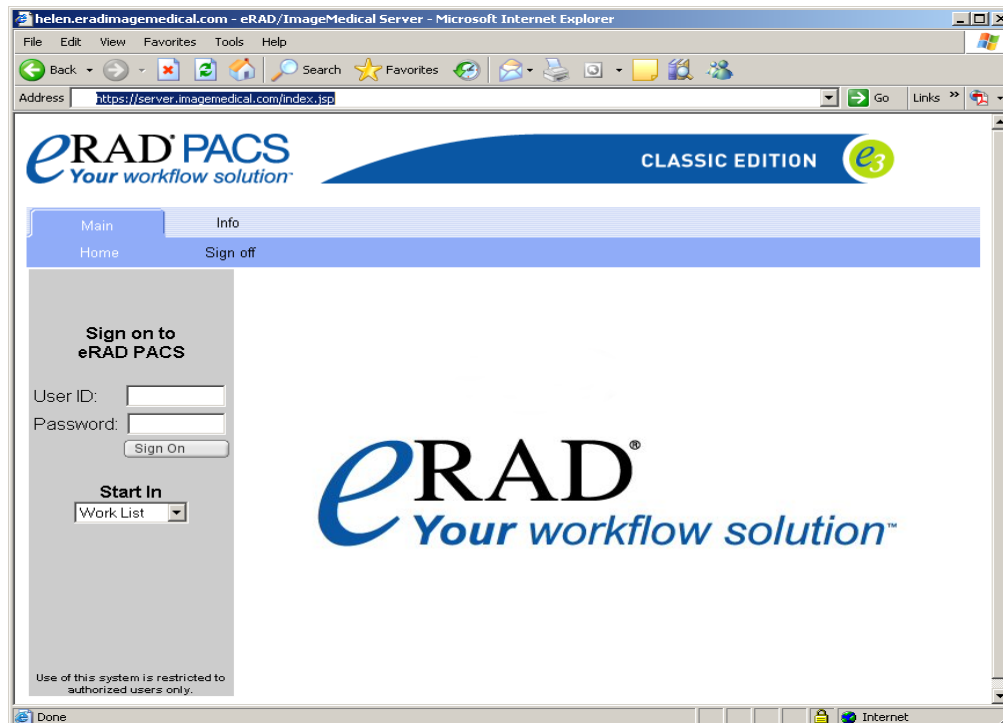 helen.eradimagemedical.com - eRAD/ImageMedical Server - Microsoft Internet Explorer
File Edit View Favorites Tools Help
Back Search Favorites
Address https://server.imagemedical.com/index.jsp Go Links »
eRAD PACS CLASSIC EDITION e3
Your workflow solution
Main Info
Home Sign off
Sign on to
eRAD PACS
User ID:
Password:
Sign On
Start In
Work List
eRAD®
Your workflow solution™
Use of this system is restricted to
authorized users only.
Done Internet